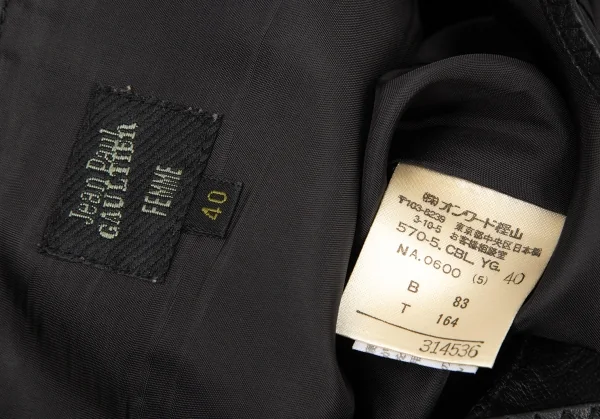 Jean Paul
GAULTIER
FEMME
40
(株)オンワード樫山
〒103-8239 東京都中央区日本橋
3-10-5 お客様相談室
570-5. CBL. YG.
NA.0600 (5) 40
B 83
T 164
314536